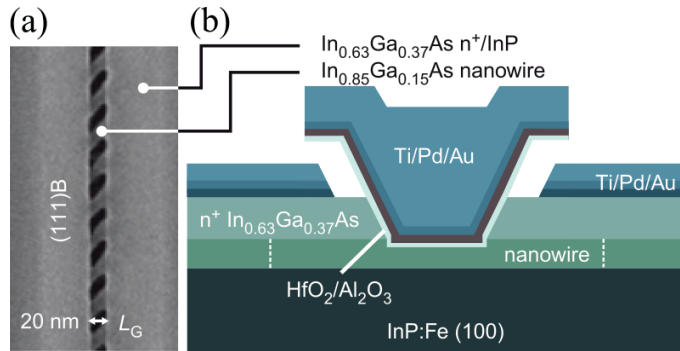 (a)
(b)
In0.63Ga0.37As n+/InP
In0.85Ga0.15As nanowire
(111)B
20 nm
LG
Ti/Pd/Au
Ti/Pd/Au
n+ In0.63Ga0.37As
nanowire
HfO2/Al2O3
InP:Fe (100)